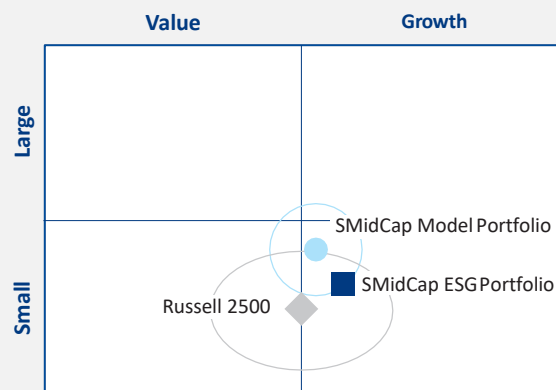 Value
Growth
Large
SMidCap Model Portfolio
SMidCap ESG Portfolio
Russell 2500
Small